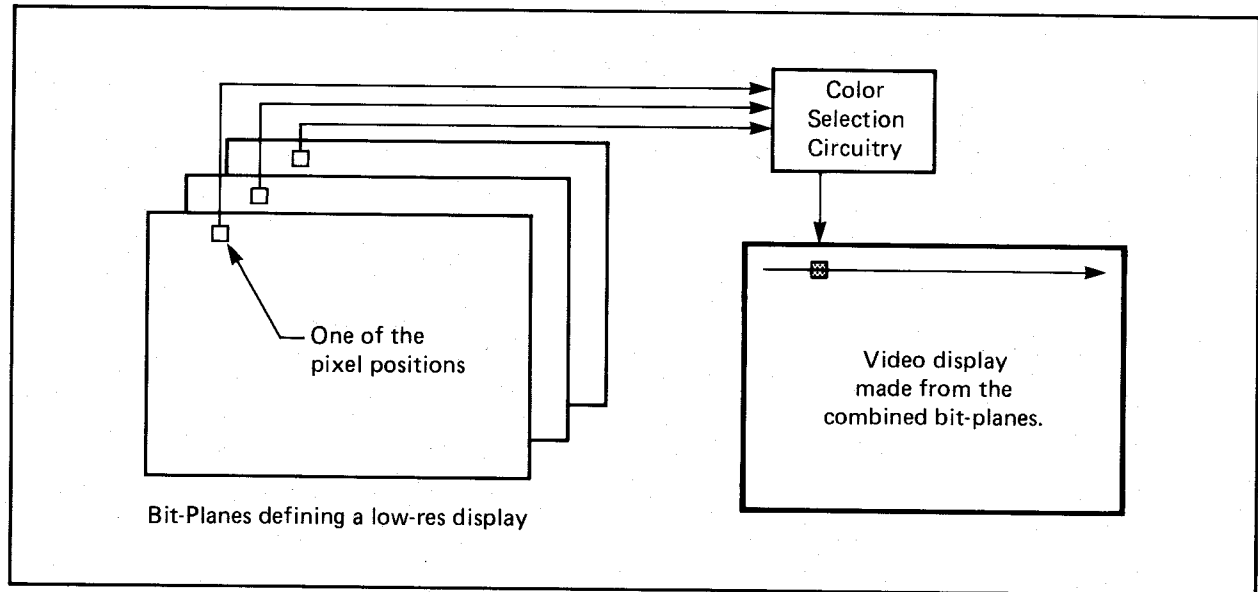 Color
Selection
Circuitry
One of the
pixel positions
Video display
made from the
combined bit-planes.
Bit-Planes defining a low-res display